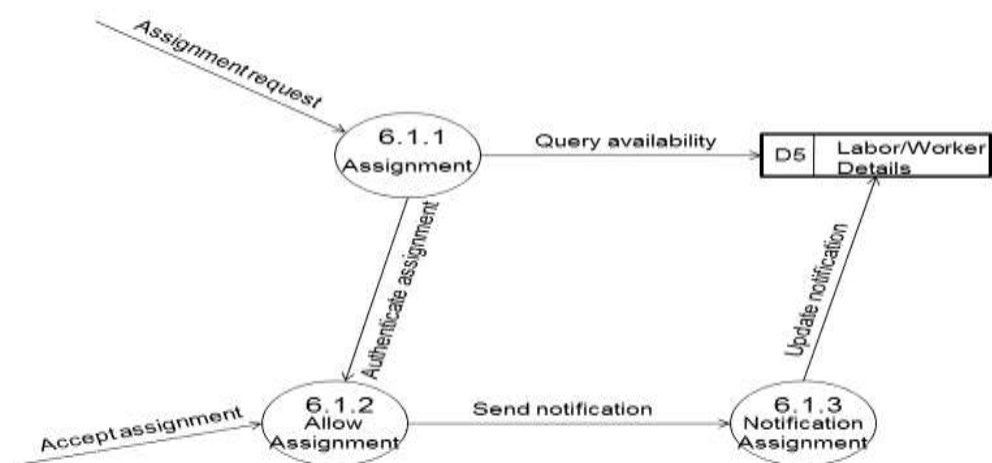 Assignment request
6.1.1
Assignment
Query availability
D5
Labor/Worker
Details
Authenticate assignment
Update notification
6.1.2
Allow
Assignment
Send notification
6.1.3
Notification
Assignment
Accept assignment